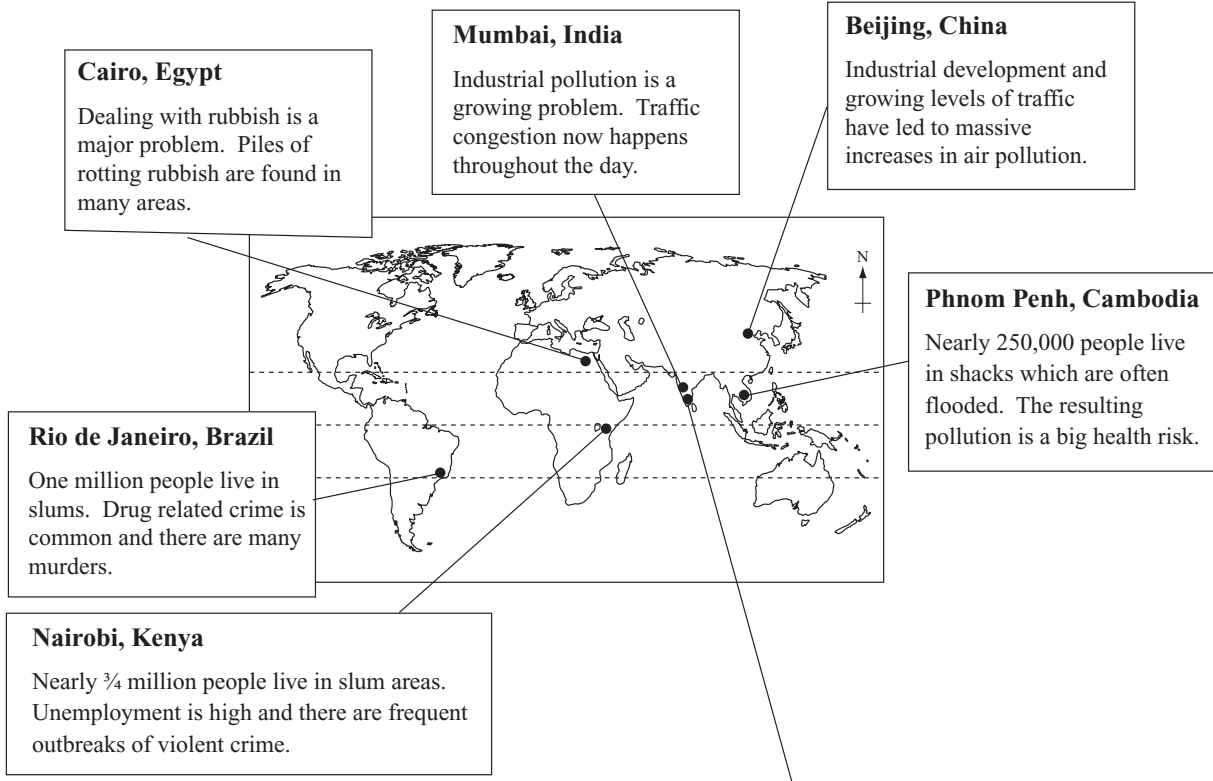 Mumbai, India
Industrial pollution is a
growing problem. Traffic
congestion now happens
throughout the day.
Beijing, China
Industrial development and
growing levels of traffic
have led to massive
increases in air pollution.
Cairo, Egypt
Dealing with rubbish is a
major problem. Piles of
rotting rubbish are found in
many areas.
N
Phnom Penh, Cambodia
Nearly 250,000 people live
in shacks which are often
flooded. The resulting
pollution is a big health risk.
Rio de Janeiro, Brazil
One million people live in
slums. Drug related crime is
common and there are many
murders.
Nairobi, Kenya
Nearly ¾ million people live in slum areas.
Unemployment is high and there are frequent
outbreaks of violent crime.